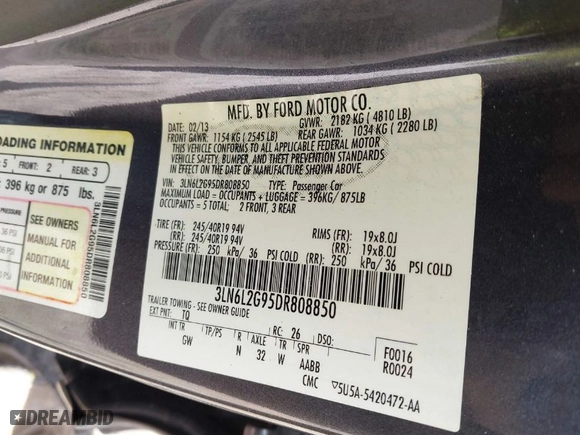 MFD. BY FORD MOTOR CO.
DATE: 02/13 GVWR: 2182 KG ( 4810 LB)
FRONT GAWR: 1154 KG ( 2545 LB) REAR GAWR: 1034 KG ( 2280 LB)
THIS VEHICLE CONFORMS TO ALL APPLICABLE FEDERAL MOTOR
VEHICLE SAFETY, BUMPER, AND THEFT PREVENTION STANDARDS
IN EFFECT ON THE DATE OF MANUFACTURE SHOWN ABOVE.
VIN: 3LN6L2G95DR808850 TYPE: Passenger Car
MAXIMUM LOAD = OCCUPANTS + LUGGAGE = 396KG/ 875LB
OCCUPANTS = 5 TOTAL; 2 FRONT, 3 REAR
TIRE (FR): 245/40R19 94V RIMS (FR): 19x8.0J
(RR): 245/40R19 94V (RR): 19x8.0J
PRESSURE (FR): 250 kPa/ 36 PSI COLD (RR): 250 kPa/ 36 PSI COLD
3LN6L2G95DR808850
TRAILER TOWING - SEE OWNER GUIDE
EXT PNT: TQ RC: 26 DSO:
INT TR TP/PS R AXLE TR SPR
GW N 32 W AABB
CMC
F0016
R0024
5U5A-5420472-AA
OADING INFORMATION
5 FRONT: 2 REAR: 3
396 kg or 875 lbs.
PRESSURE
36 PSI
36 PSI
SEE OWNERS
MANUAL FOR
ADDITIONAL
INFORMATION
3LN6L2G95DR808850
DREAMBID